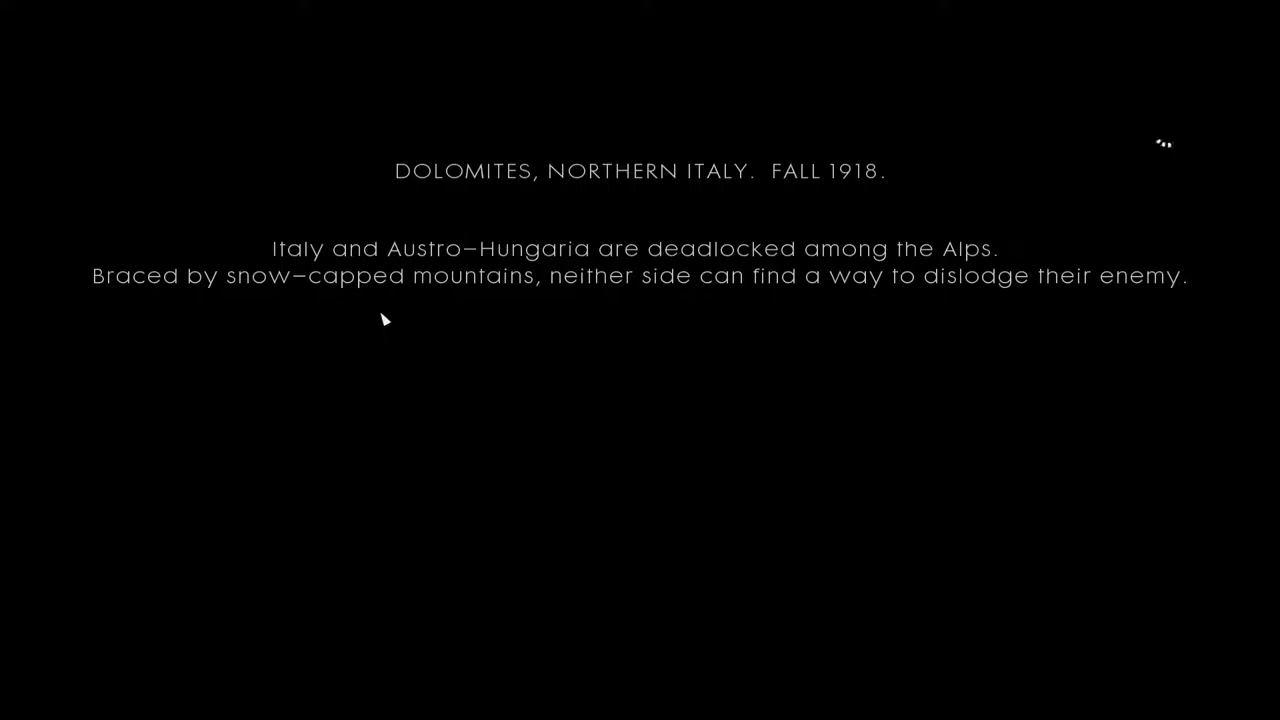 DOLOMITES, NORTHERN ITALY.  FALL 1918.
Italy and Austro-Hungaria are deadlocked among the Alps.
Braced by snow-capped mountains, neither side can find a way to dislodge their enemy.